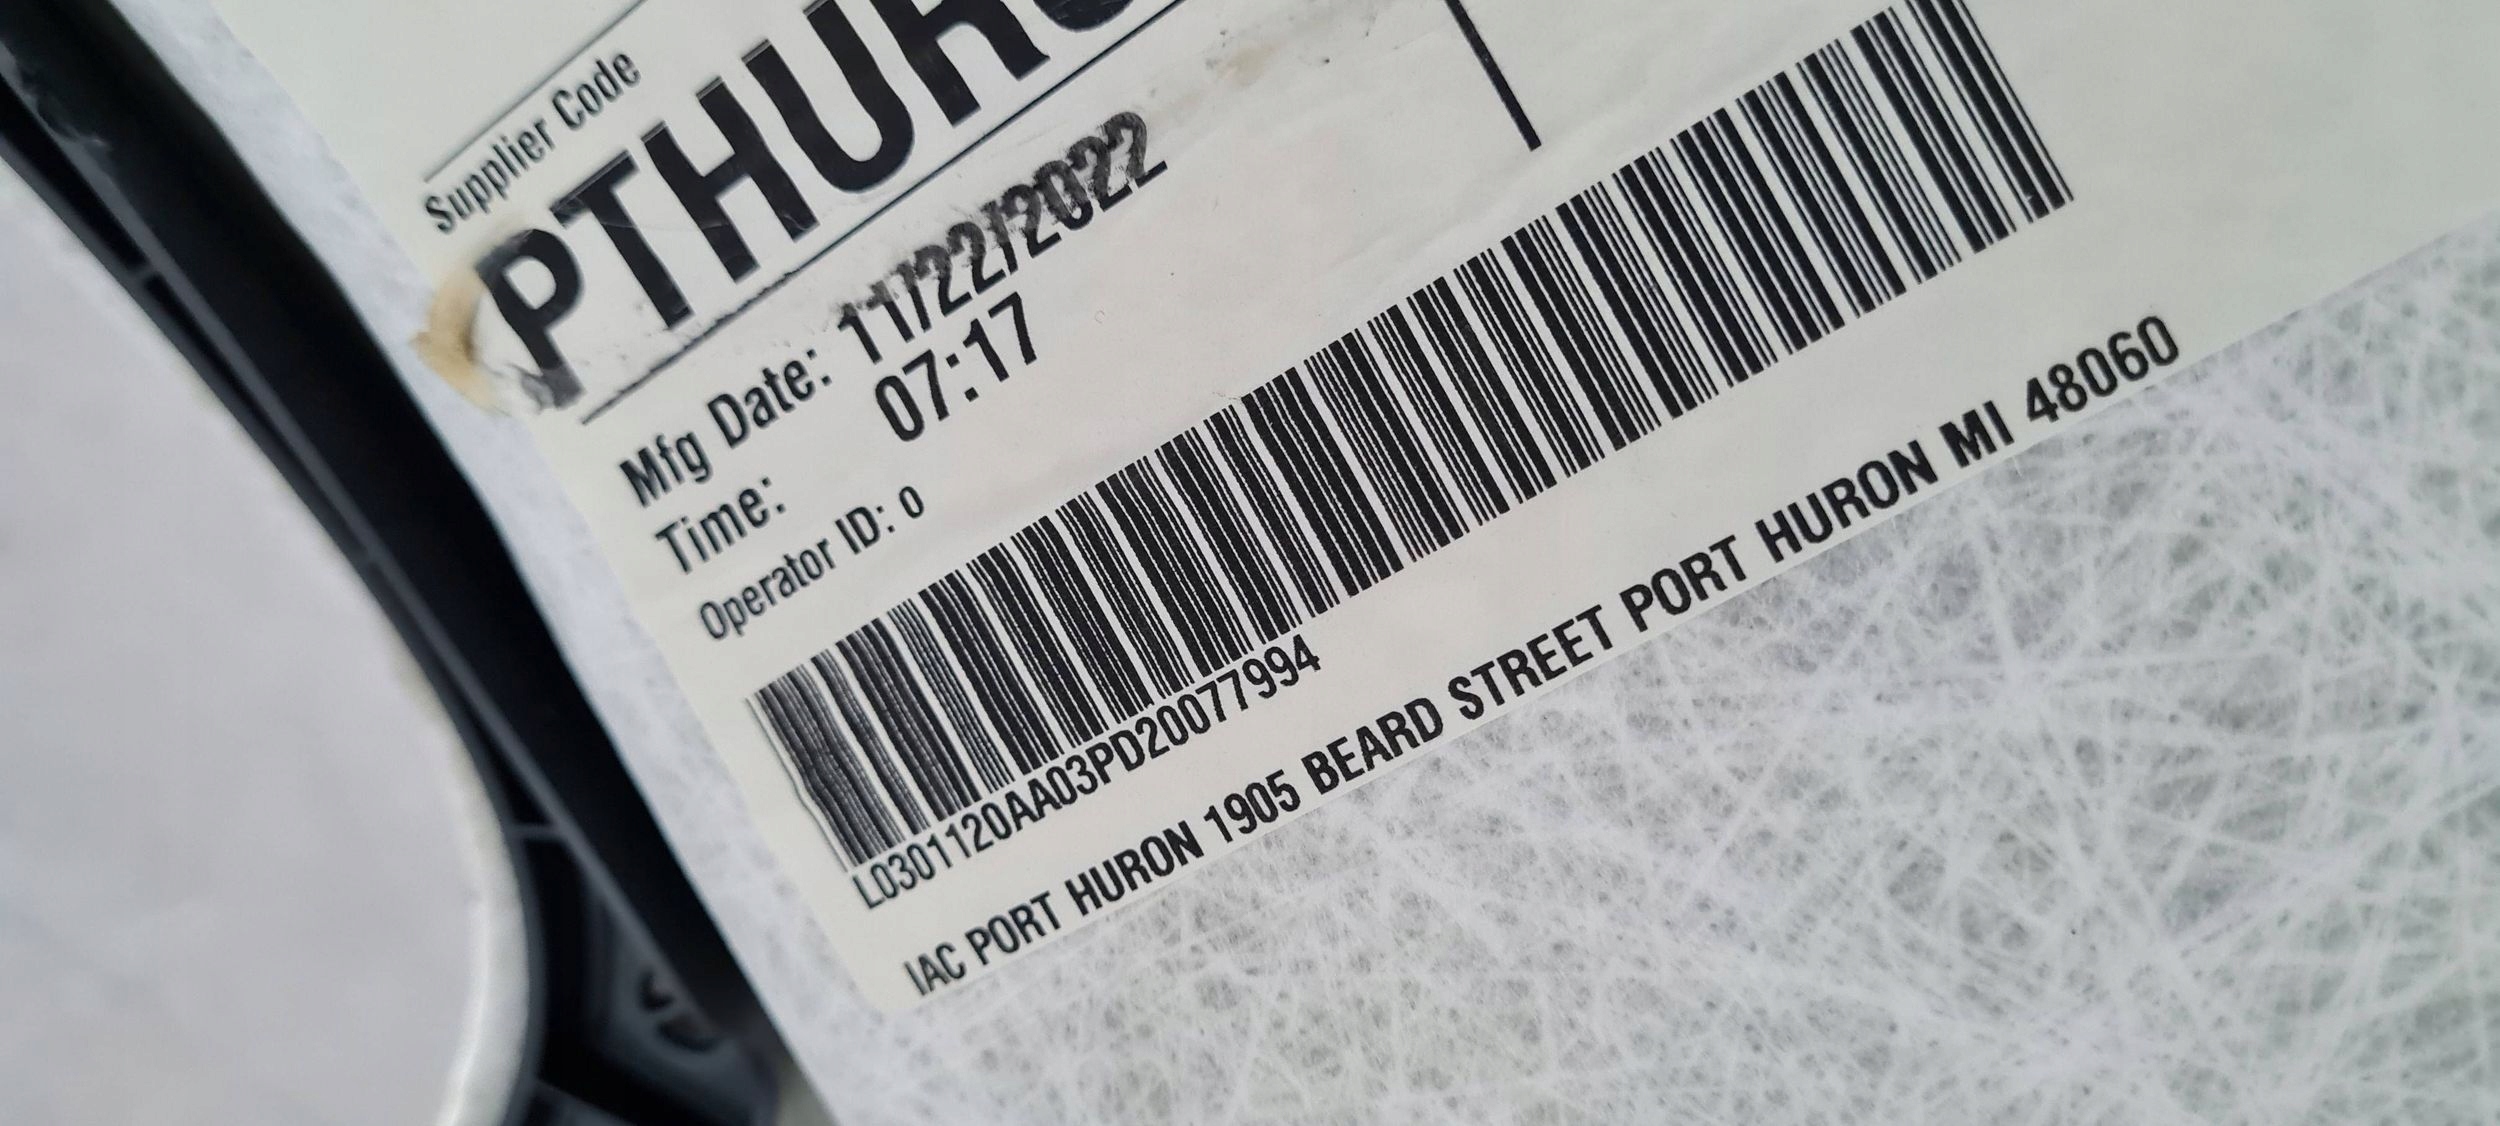 Supplier Code
PTHUR
Mfg Date: 11/22/2022
Time: 07:17
Operator ID: 0
L0301120AA03PD20077994
IAC PORT HURON 1905 BEARD STREET PORT HURON MI 48060